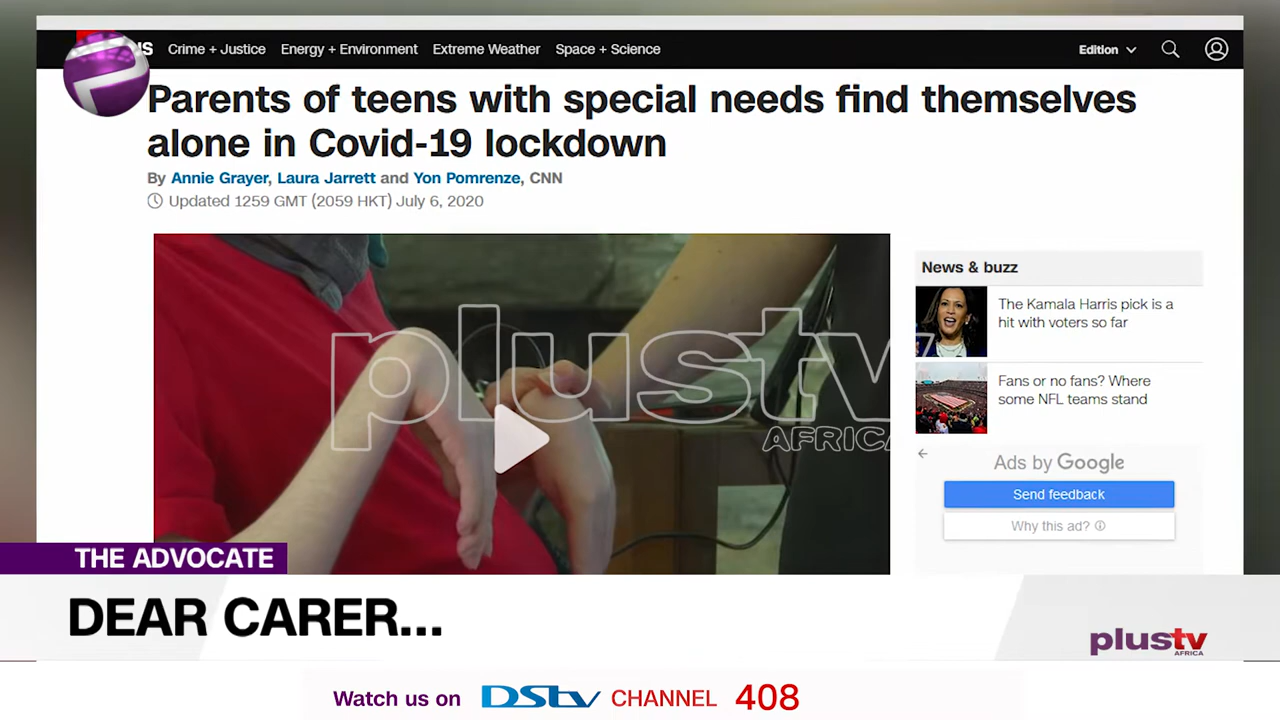 US Crime + Justice Energy + Environment Extreme Weather Space + Science Edition
Parents of teens with special needs find themselves
alone in Covid-19 lockdown
By Annie Grayer, Laura Jarrett and Yon Pomrenze, CNN
Updated 1259 GMT (2059 HKT) July 6, 2020
News & buzz
The Kamala Harris pick is a
hit with voters so far
Fans or no fans? Where
some NFL teams stand
Ads by Google
Send feedback
Why this ad?
plustv
AFRICA
THE ADVOCATE
DEAR CARER...
plustv
AFRICA
Watch us on DStv CHANNEL 408